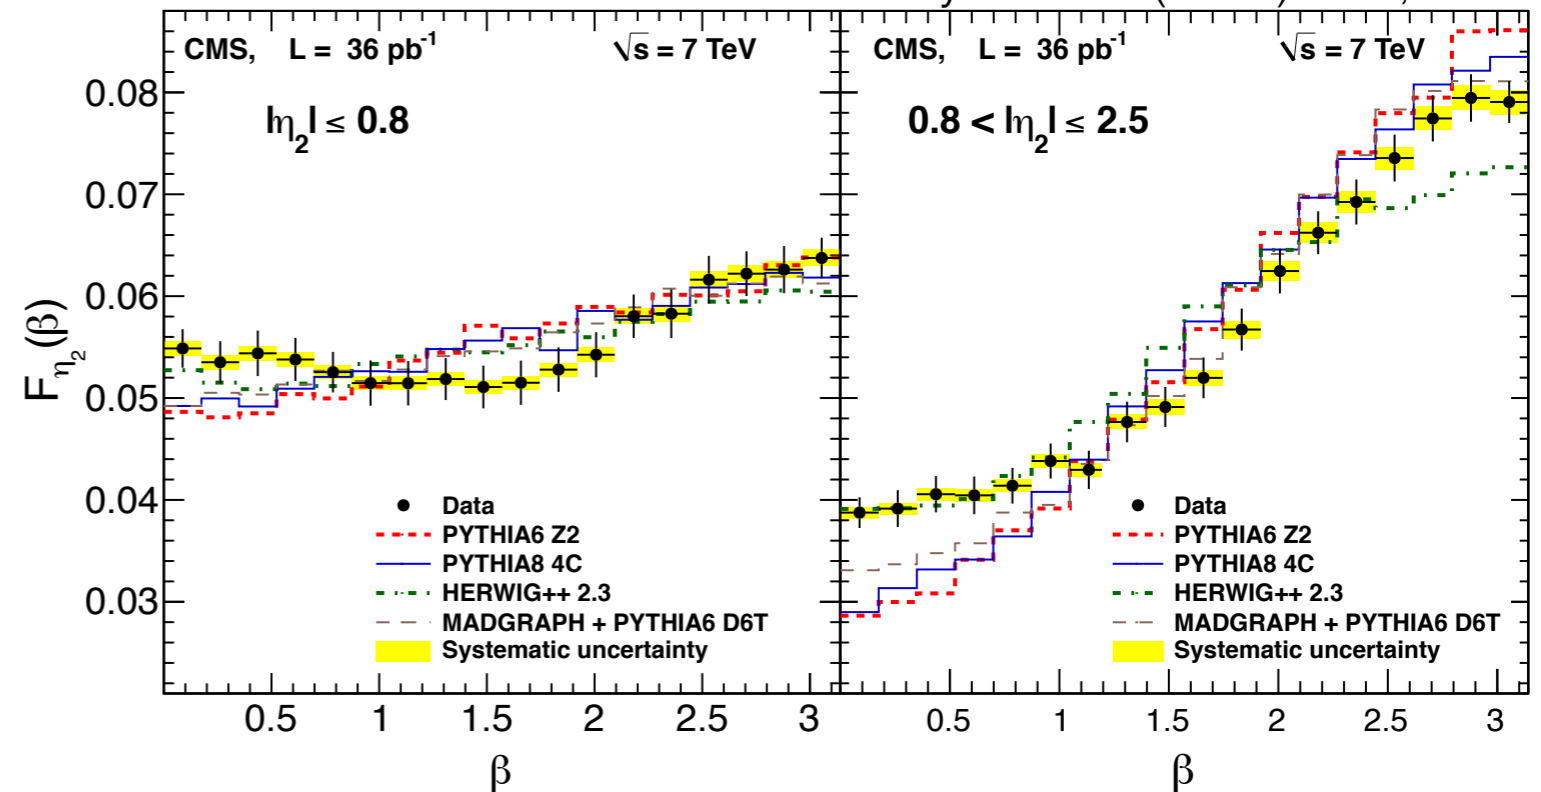 CMS, L = 36 pb⁻¹ √s = 7 TeV
|η₂| ≤ 0.8
CMS, L = 36 pb⁻¹ √s = 7 TeV
0.8 < |η₂| ≤ 2.5
0.08
0.07
0.06
0.05
0.04
0.03
F_η₂(β)
Data
PYTHIA6 Z2
PYTHIA8 4C
HERWIG++ 2.3
MADGRAPH + PYTHIA6 D6T
Systematic uncertainty
Data
PYTHIA6 Z2
PYTHIA8 4C
HERWIG++ 2.3
MADGRAPH + PYTHIA6 D6T
Systematic uncertainty
0.5 1 1.5 2 2.5 3
0.5 1 1.5 2 2.5 3
β
β